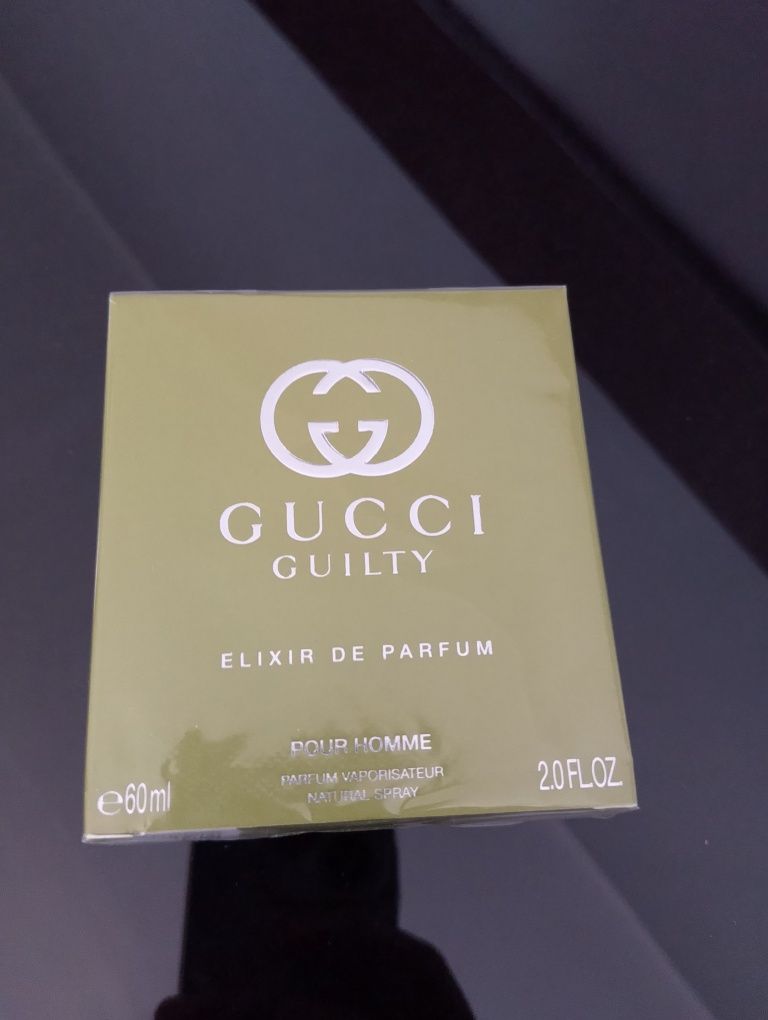 GUCCI
GUILTY
ELIXIR DE PARFUM
POUR HOMME
PARFUM VAPORISATEUR
NATURAL SPRAY
℮60ml
2.0 FL.OZ.